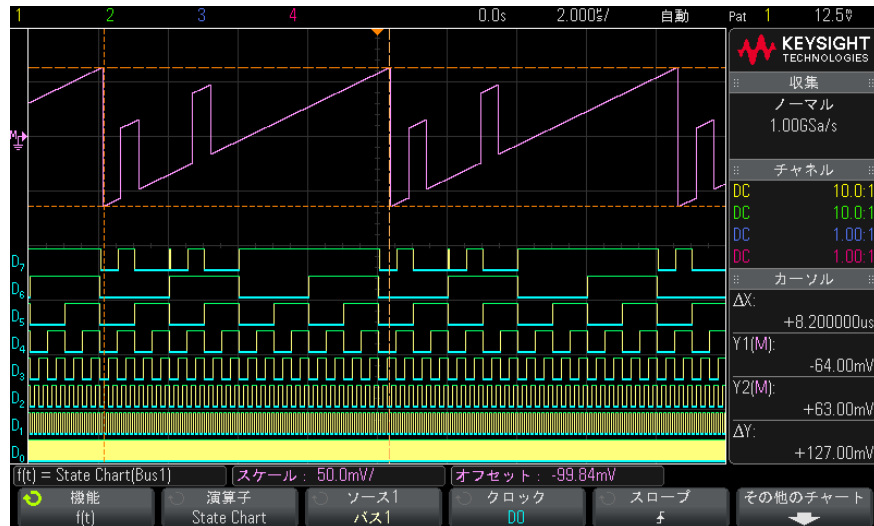 1 2 3 4 0.0s 2.000㎲/ 自動 Pat 1 12.5V
KEYSIGHT
TECHNOLOGIES
収集
ノーマル
1.00GSa/s
チャネル
DC 10.0:1
DC 10.0:1
DC 1.00:1
DC 1.00:1
カーソル
ΔX:
+8.200000us
Y1(M):
-64.00mV
Y2(M):
+63.00mV
ΔY:
+127.00mV
M
D7
D6
D5
D4
D3
D2
D1
D0
f(t) = State Chart(Bus1) スケール : 50.0mV/ オフセット : -99.84mV
機能
f(t)
演算子
State Chart
ソース1
バス1
クロック
D0
スロープ
その他のチャート